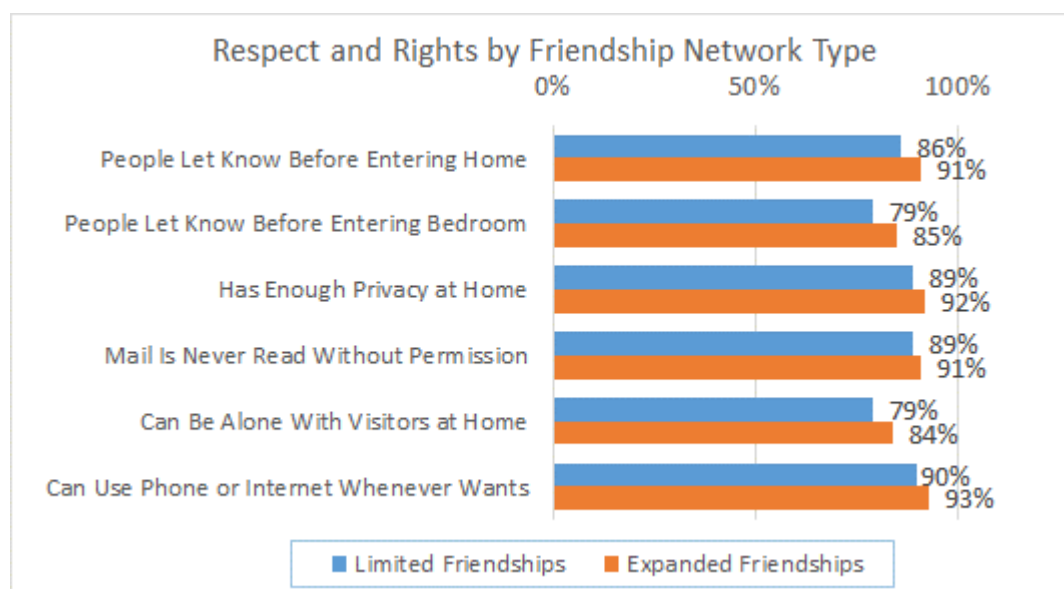 Respect and Rights by Friendship Network Type
0% 50% 100%
People Let Know Before Entering Home 86%
91%
People Let Know Before Entering Bedroom 79%
85%
Has Enough Privacy at Home 89%
92%
Mail Is Never Read Without Permission 89%
91%
Can Be Alone With Visitors at Home 79%
84%
Can Use Phone or Internet Whenever Wants 90%
93%
Limited Friendships Expanded Friendships